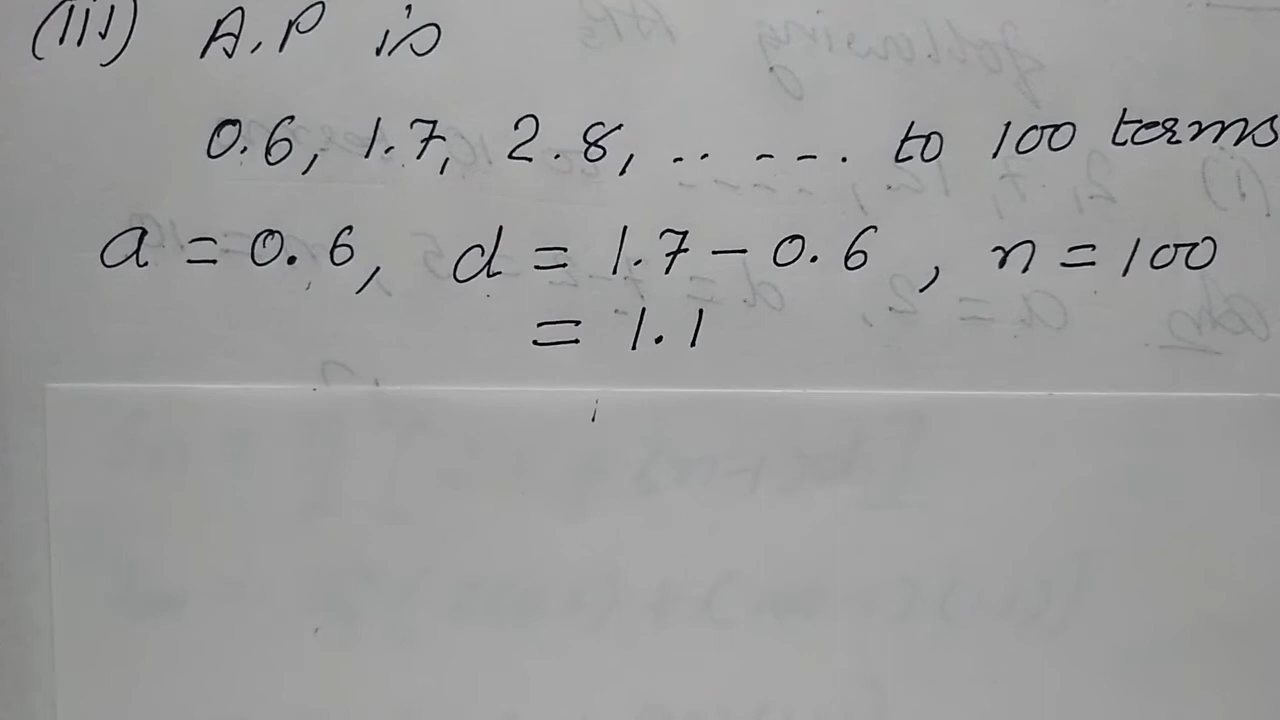 (iii) A.P is
0.6, 1.7, 2.8, .. - - - . to 100 terms
a = 0.6, d = 1.7 - 0.6, n = 100
= 1.1